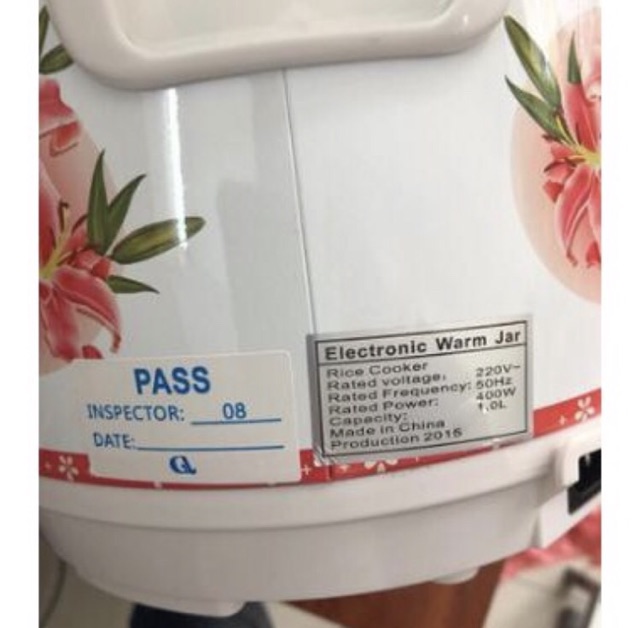 PASS
INSPECTOR: 08
DATE:
Electronic Warm Jar
Rice Cooker
Rated voltage: 220V~
Rated Frequency: 50Hz
Rated Power: 400W
Capacity: 1.0L
Made in China
Production 2015